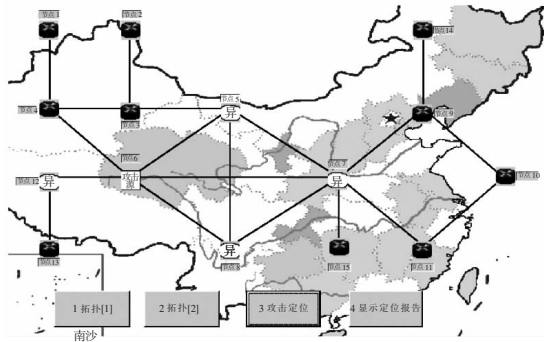 节点1
节点2
节点14
节点4
节点3
节点5
异
节点9
节点6
攻击
源
节点7
异
节点12
异
节点10
异
节点8
节点13
节点15
节点11
1 拓扑[1]
2 拓扑[2]
3 攻击定位
4 显示定位报告
南沙